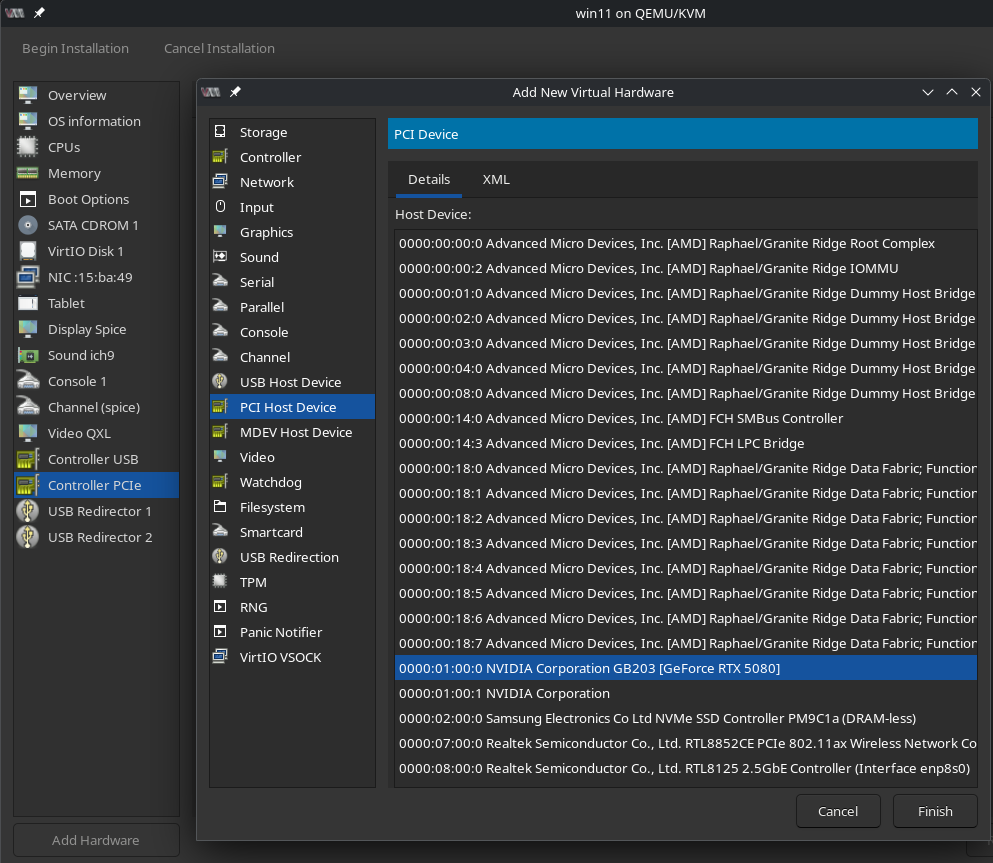 win11 on QEMU/KVM
Begin Installation
Cancel Installation
Overview
OS information
CPUs
Memory
Boot Options
SATA CDROM 1
VirtIO Disk 1
NIC :15:ba:49
Tablet
Display Spice
Sound ich9
Console 1
Channel (spice)
Video QXL
Controller USB
Controller PCIe
USB Redirector 1
USB Redirector 2
Add Hardware
Add New Virtual Hardware
Storage
Controller
Network
Input
Graphics
Sound
Serial
Parallel
Console
Channel
USB Host Device
PCI Host Device
MDEV Host Device
Video
Watchdog
Filesystem
Smartcard
USB Redirection
TPM
RNG
Panic Notifier
VirtIO VSOCK
PCI Device
Details
XML
Host Device:
0000:00:00:0 Advanced Micro Devices, Inc. [AMD] Raphael/Granite Ridge Root Complex
0000:00:00:2 Advanced Micro Devices, Inc. [AMD] Raphael/Granite Ridge IOMMU
0000:00:01:0 Advanced Micro Devices, Inc. [AMD] Raphael/Granite Ridge Dummy Host Bridge
0000:00:02:0 Advanced Micro Devices, Inc. [AMD] Raphael/Granite Ridge Dummy Host Bridge
0000:00:03:0 Advanced Micro Devices, Inc. [AMD] Raphael/Granite Ridge Dummy Host Bridge
0000:00:04:0 Advanced Micro Devices, Inc. [AMD] Raphael/Granite Ridge Dummy Host Bridge
0000:00:08:0 Advanced Micro Devices, Inc. [AMD] Raphael/Granite Ridge Dummy Host Bridge
0000:00:14:0 Advanced Micro Devices, Inc. [AMD] FCH SMBus Controller
0000:00:14:3 Advanced Micro Devices, Inc. [AMD] FCH LPC Bridge
0000:00:18:0 Advanced Micro Devices, Inc. [AMD] Raphael/Granite Ridge Data Fabric; Function
0000:00:18:1 Advanced Micro Devices, Inc. [AMD] Raphael/Granite Ridge Data Fabric; Function
0000:00:18:2 Advanced Micro Devices, Inc. [AMD] Raphael/Granite Ridge Data Fabric; Function
0000:00:18:3 Advanced Micro Devices, Inc. [AMD] Raphael/Granite Ridge Data Fabric; Function
0000:00:18:4 Advanced Micro Devices, Inc. [AMD] Raphael/Granite Ridge Data Fabric; Function
0000:00:18:5 Advanced Micro Devices, Inc. [AMD] Raphael/Granite Ridge Data Fabric; Function
0000:00:18:6 Advanced Micro Devices, Inc. [AMD] Raphael/Granite Ridge Data Fabric; Function
0000:00:18:7 Advanced Micro Devices, Inc. [AMD] Raphael/Granite Ridge Data Fabric; Function
0000:01:00:0 NVIDIA Corporation GB203 [GeForce RTX 5080]
0000:01:00:1 NVIDIA Corporation
0000:02:00:0 Samsung Electronics Co Ltd NVMe SSD Controller PM9C1a (DRAM-less)
0000:07:00:0 Realtek Semiconductor Co., Ltd. RTL8852CE PCIe 802.11ax Wireless Network Co
0000:08:00:0 Realtek Semiconductor Co., Ltd. RTL8125 2.5GbE Controller (Interface enp8s0)
Cancel
Finish